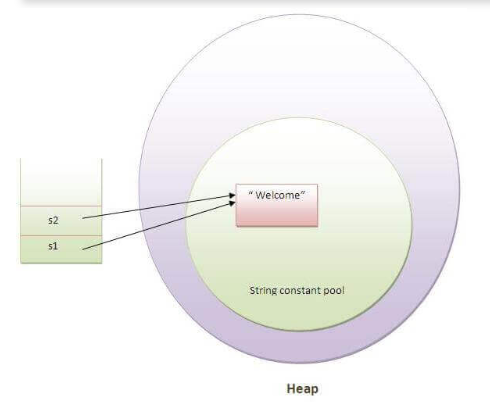 "Welcome"
s2
s1
String constant pool
Heap